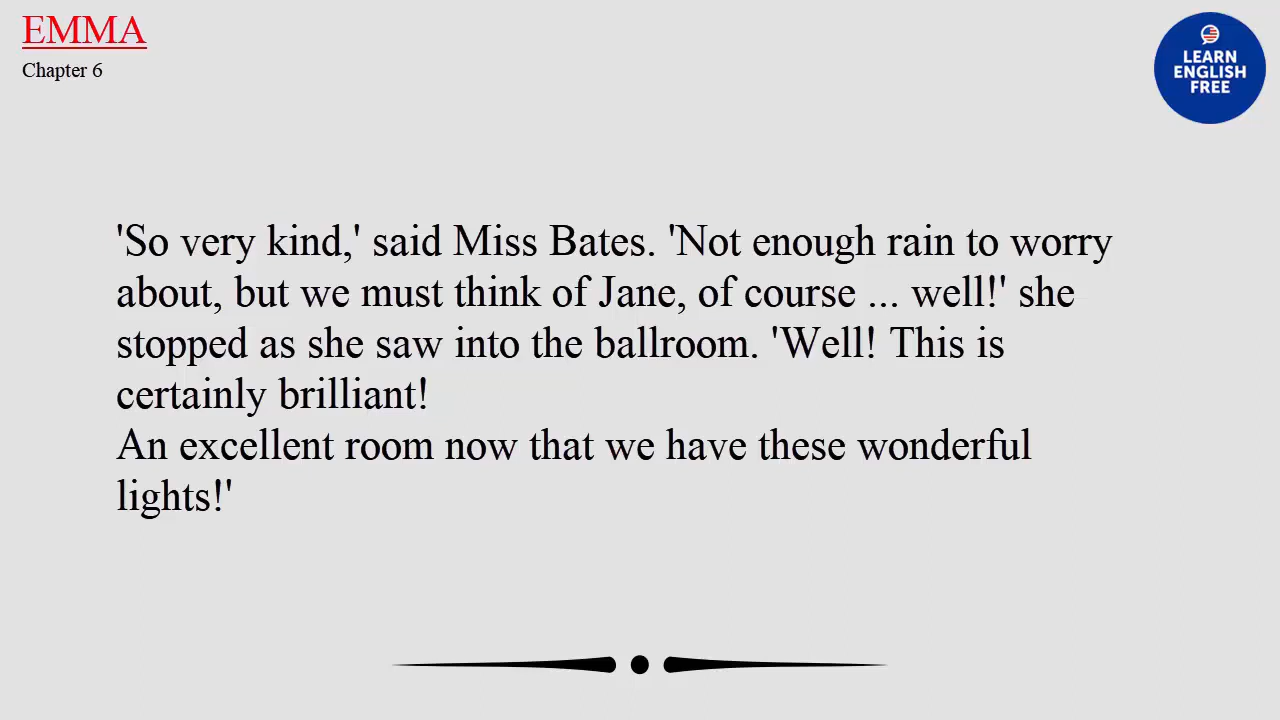 EMMA
Chapter 6
LEARN
ENGLISH
FREE
'So very kind,' said Miss Bates. 'Not enough rain to worry
about, but we must think of Jane, of course ... well!' she
stopped as she saw into the ballroom. 'Well! This is
certainly brilliant!
An excellent room now that we have these wonderful
lights!'